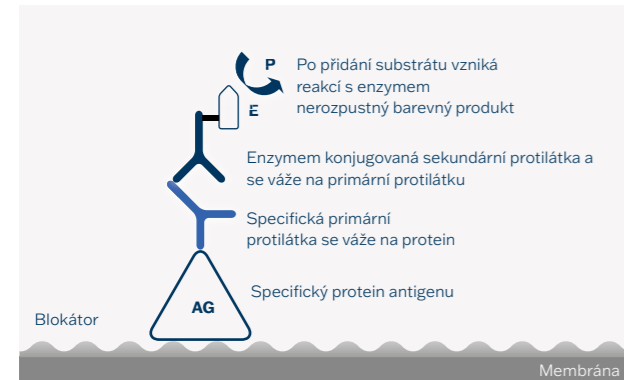 P
Po přidání substrátu vzniká
reakcí s enzymem
nerozpustný barevný produkt
E
Enzymem konjugovaná sekundární protilátka a
se váže na primární protilátku
Specifická primární
protilátka se váže na protein
Specifický protein antigenu
AG
Blokátor
Membrána